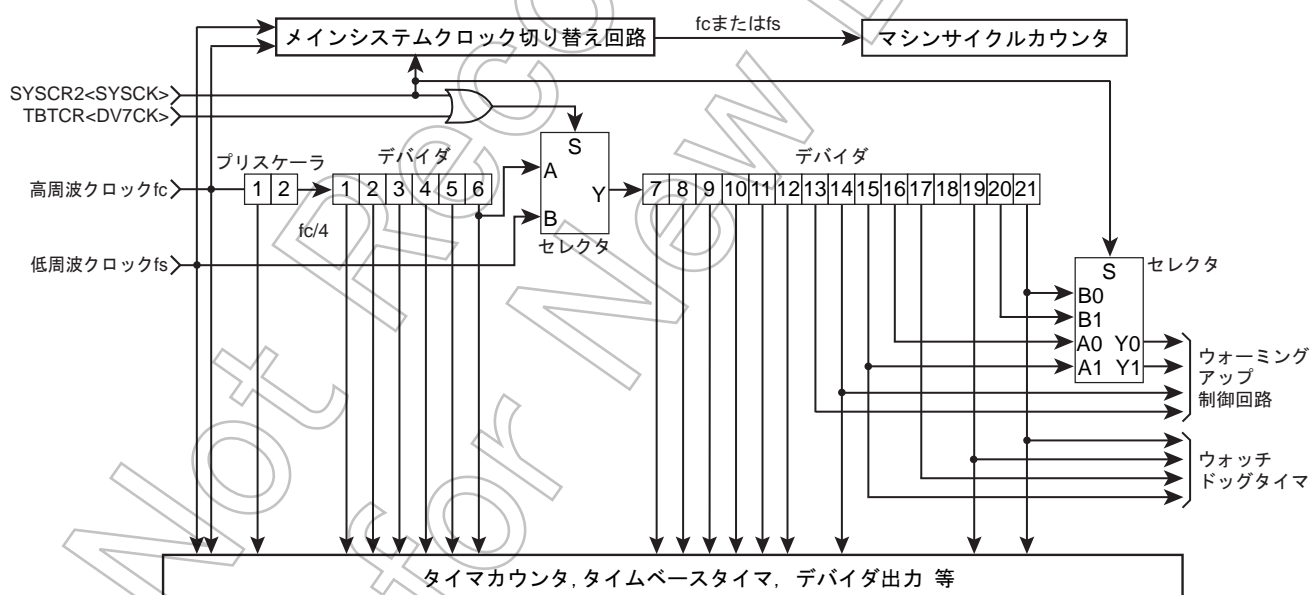 fcまたはfs
メインシステムクロック切り替え回路
マシンサイクルカウンタ
SYSCR2<SYSCK>
TBTCR<DV7CK>
プリスケーラ
デバイダ
S
デバイダ
高周波クロックfc
1 2
1 2 3 4 5 6
A
Y
7 8 9 10 11 12 13 14 15 16 17 18 19 20 21
B
fc/4
セレクタ
低周波クロックfs
S
セレクタ
B0
B1
A0 Y0
A1 Y1
ウォーミング
アップ
制御回路
ウォッチ
ドッグタイマ
タイマカウンタ, タイムベースタイマ, デバイダ出力 等
Not Reco
for New D